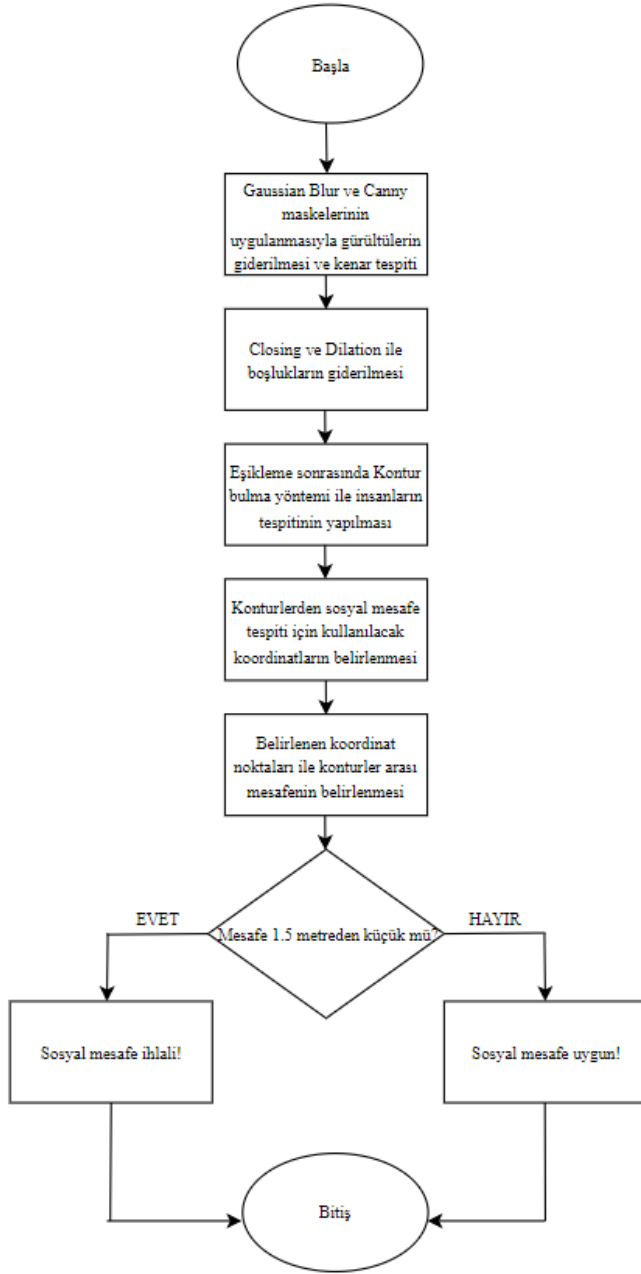 Başla
Gaussian Blur ve Canny
maskelerinin
uygulanmasıyla gürültülerin
giderilmesi ve kenar tespiti
Closing ve Dilation ile
boşlukların giderilmesi
Eşikleme sonrasında Kontur
bulma yöntemi ile insanların
tespitinin yapılması
Konturlerden sosyal mesafe
tespiti için kullanılacak
koordinatların belirlenmesi
Belirlenen koordinat
noktaları ile konturler arası
mesafenin belirlenmesi
EVET
Mesafe 1.5 metreden küçük mü?
HAYIR
Sosyal mesafe ihlali!
Sosyal mesafe uygun!
Bitiş